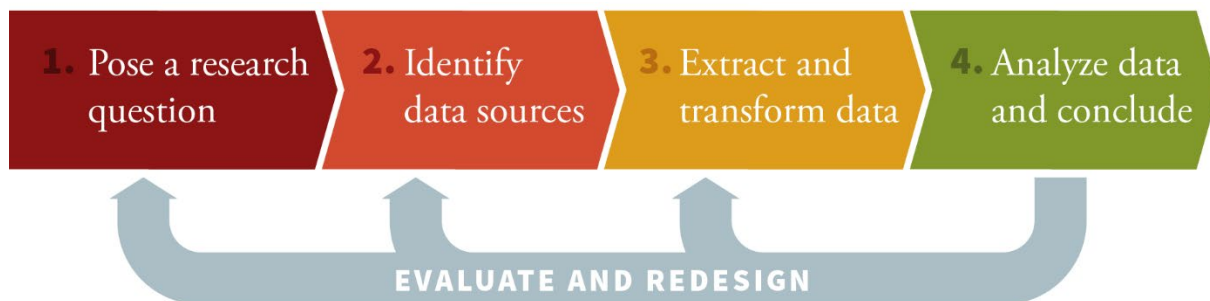 1. Pose a research
question
2. Identify
data sources
3. Extract and
transform data
4. Analyze data
and conclude
EVALUATE AND REDESIGN